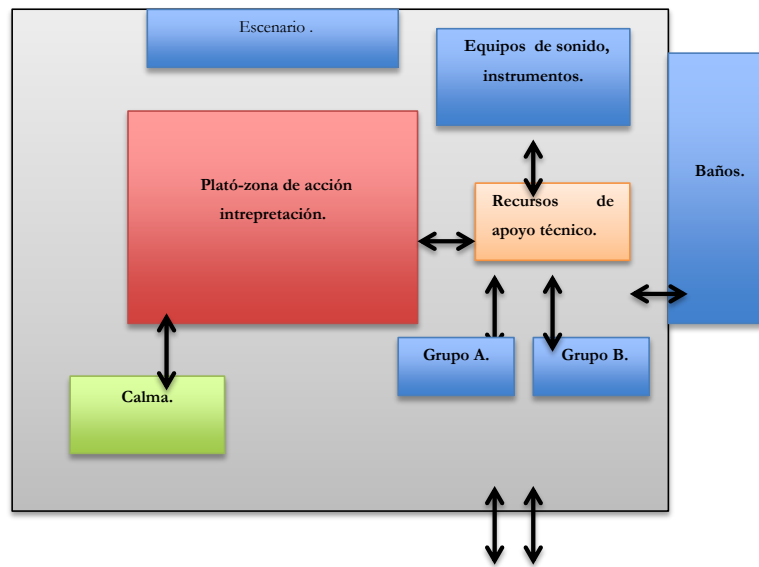 Escenario .
Equipos de sonido,
instrumentos.
Plató-zona de acción
intrepretación.
Baños.
Recursos de
apoyo técnico.
Grupo A.
Grupo B.
Calma.